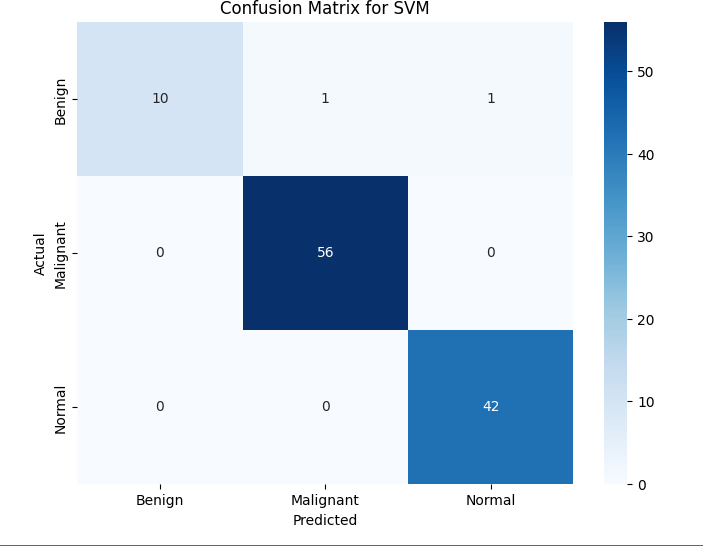 Confusion Matrix for SVM
Actual
Benign
10 1 1
Malignant
0 56 0
Normal
0 0 42
Benign Malignant Normal
Predicted
50
40
30
20
10
0